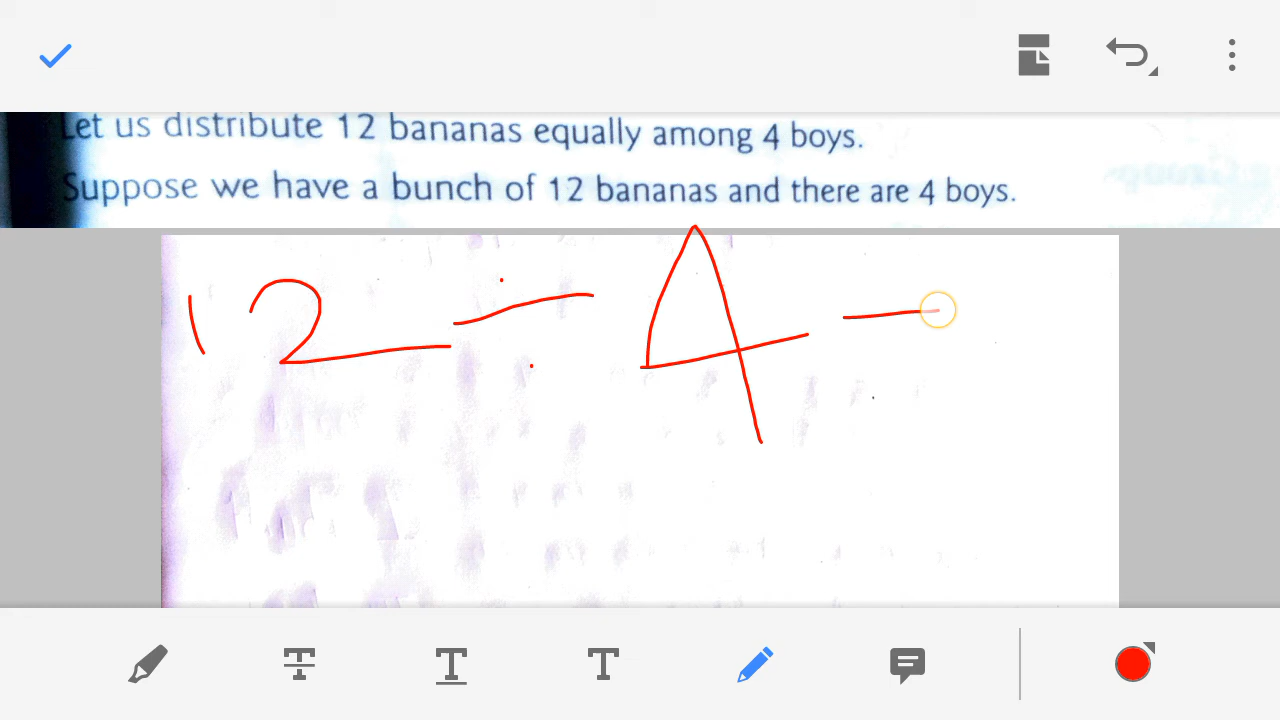 Let us distribute 12 bananas equally among 4 boys.
Suppose we have a bunch of 12 bananas and there are 4 boys.
12 ÷ 4 -